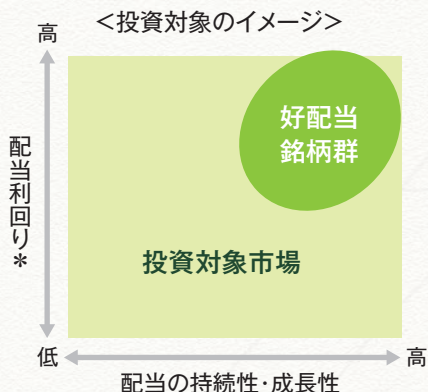 ＜投資対象のイメージ＞
高
配当利回り＊
好配当
銘柄群
投資対象市場
低
高
配当の持続性・成長性